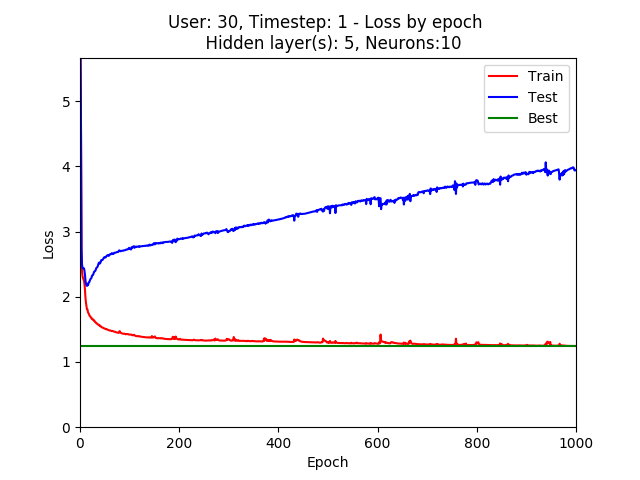 User: 30, Timestep: 1 - Loss by epoch
Hidden layer(s): 5, Neurons:10
Train
Test
Best
5
4
3
2
1
0
Loss
0 200 400 600 800 1000
Epoch